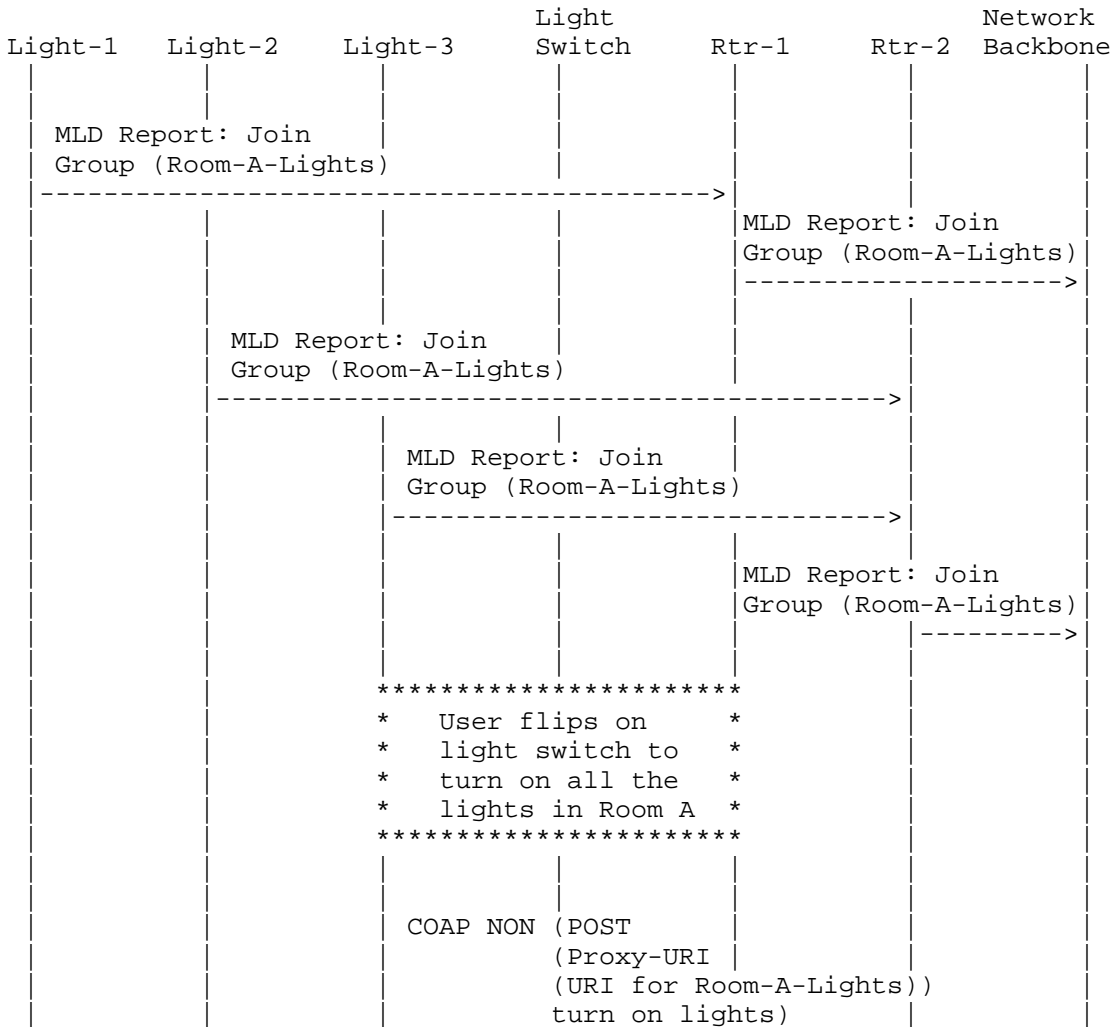 Light Network
Light-1 Light-2 Light-3 Switch Rtr-1 Rtr-2 Backbone
MLD Report: Join
Group (Room-A-Lights)
MLD Report: Join
Group (Room-A-Lights)
MLD Report: Join
Group (Room-A-Lights)
MLD Report: Join
Group (Room-A-Lights)
MLD Report: Join
Group (Room-A-Lights)
***********************
* User flips on *
* light switch to *
* turn on all the *
* lights in Room A *
***********************
COAP NON (POST
(Proxy-URI
(URI for Room-A-Lights))
turn on lights)